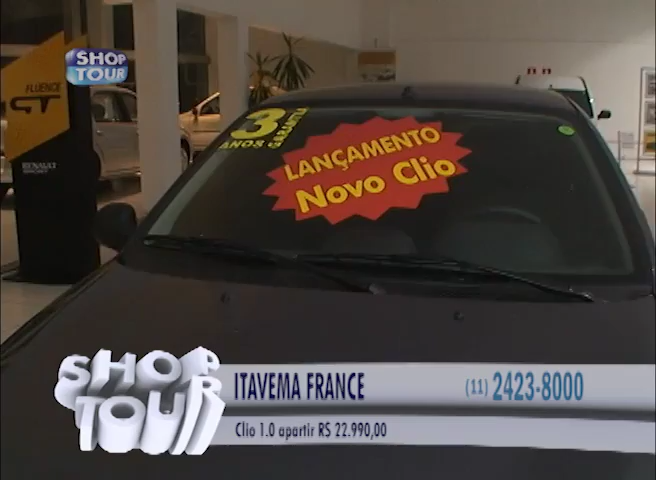 SHOP
TOUR
FLUENCE
GT
RENAULT
3
ANOS
GARANTIA
LANÇAMENTO
Novo Clio
SHOP
TOUR
ITAVEMA FRANCE
(11) 2423-8000
Clio 1.0 apartir RS 22.990,00